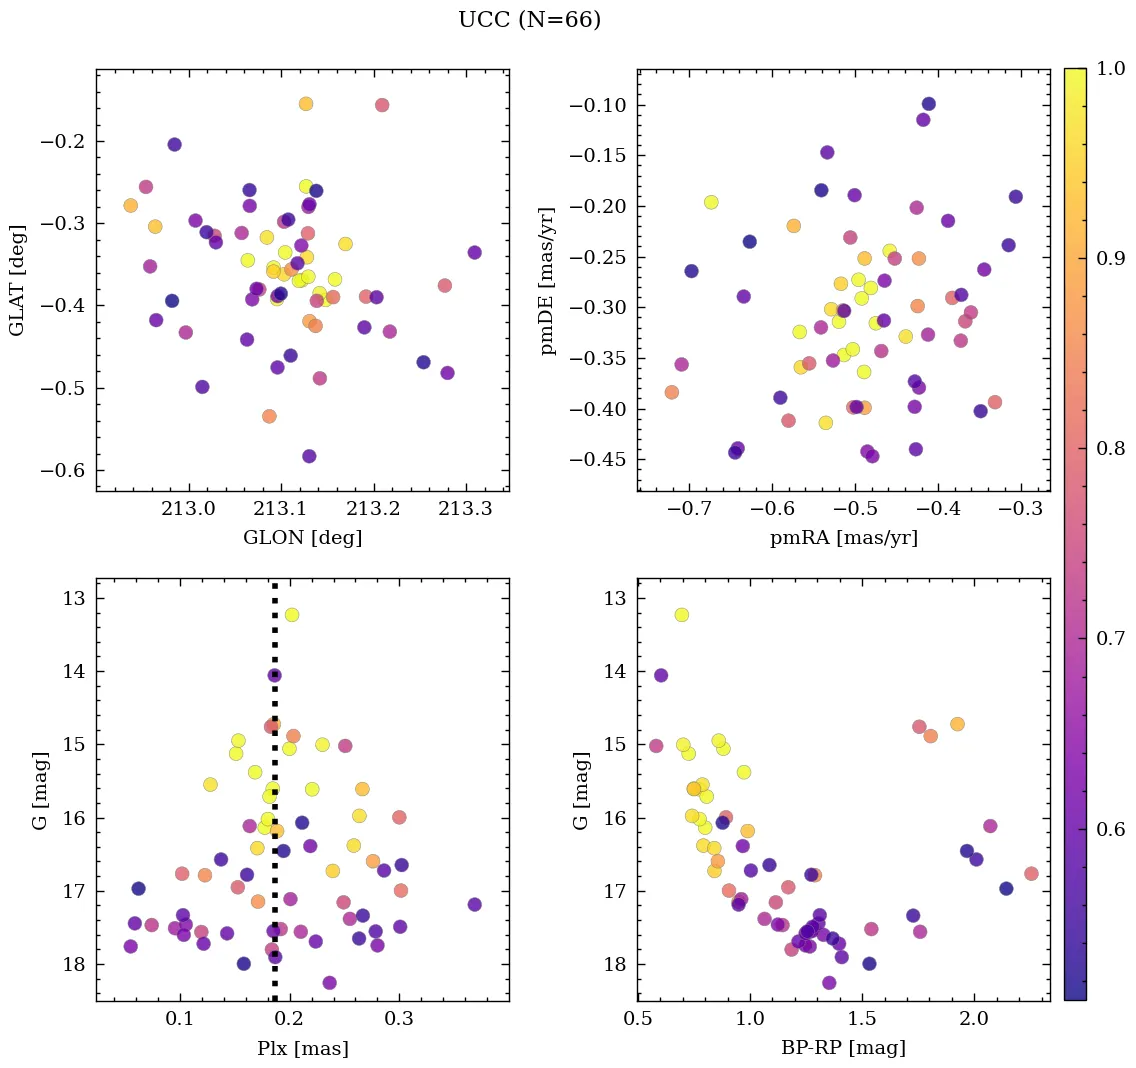 UCC (N=66)
−0.2
−0.3
−0.4
−0.5
−0.6
GLAT [deg]
213.0 213.1 213.2 213.3
GLON [deg]
−0.10
−0.15
−0.20
−0.25
−0.30
−0.35
−0.40
−0.45
pmDE [mas/yr]
−0.7 −0.6 −0.5 −0.4 −0.3
pmRA [mas/yr]
1.0
0.9
0.8
0.7
0.6
13
14
15
16
17
18
G [mag]
0.1 0.2 0.3
Plx [mas]
13
14
15
16
17
18
G [mag]
0.5 1.0 1.5 2.0
BP-RP [mag]